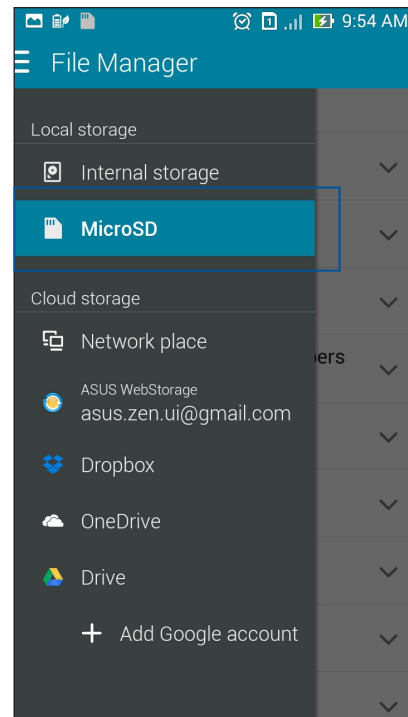 9:54 AM
File Manager
Local storage
Internal storage
MicroSD
Cloud storage
Network place
bers
ASUS WebStorage
asus.zen.ui@gmail.com
Dropbox
OneDrive
Drive
+ Add Google account